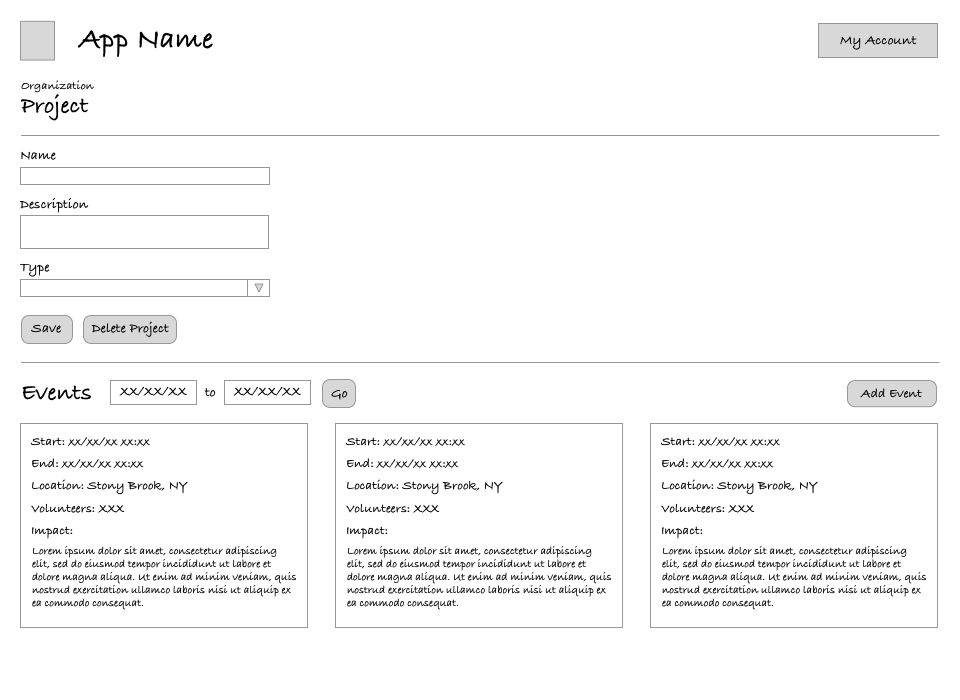 App Name
My Account
Organization
Project
Name
Description
Type
Save
Delete Project
Events
XX/XX/XX
to
XX/XX/XX
Go
Add Event
Start: xx/xx/xx xx:xx
End: xx/xx/xx xx:xx
Location: Stony Brook, NY
Volunteers: XXX
Impact:
Lorem ipsum dolor sit amet, consectetur adipiscing
elit, sed do eiusmod tempor incididunt ut labore et
dolore magna aliqua. Ut enim ad minim veniam, quis
nostrud exercitation ullamco laboris nisi ut aliquip ex
ea commodo consequat.
Start: xx/xx/xx xx:xx
End: xx/xx/xx xx:xx
Location: Stony Brook, NY
Volunteers: XXX
Impact:
Lorem ipsum dolor sit amet, consectetur adipiscing
elit, sed do eiusmod tempor incididunt ut labore et
dolore magna aliqua. Ut enim ad minim veniam, quis
nostrud exercitation ullamco laboris nisi ut aliquip ex
ea commodo consequat.
Start: xx/xx/xx xx:xx
End: xx/xx/xx xx:xx
Location: Stony Brook, NY
Volunteers: XXX
Impact:
Lorem ipsum dolor sit amet, consectetur adipiscing
elit, sed do eiusmod tempor incididunt ut labore et
dolore magna aliqua. Ut enim ad minim veniam, quis
nostrud exercitation ullamco laboris nisi ut aliquip ex
ea commodo consequat.